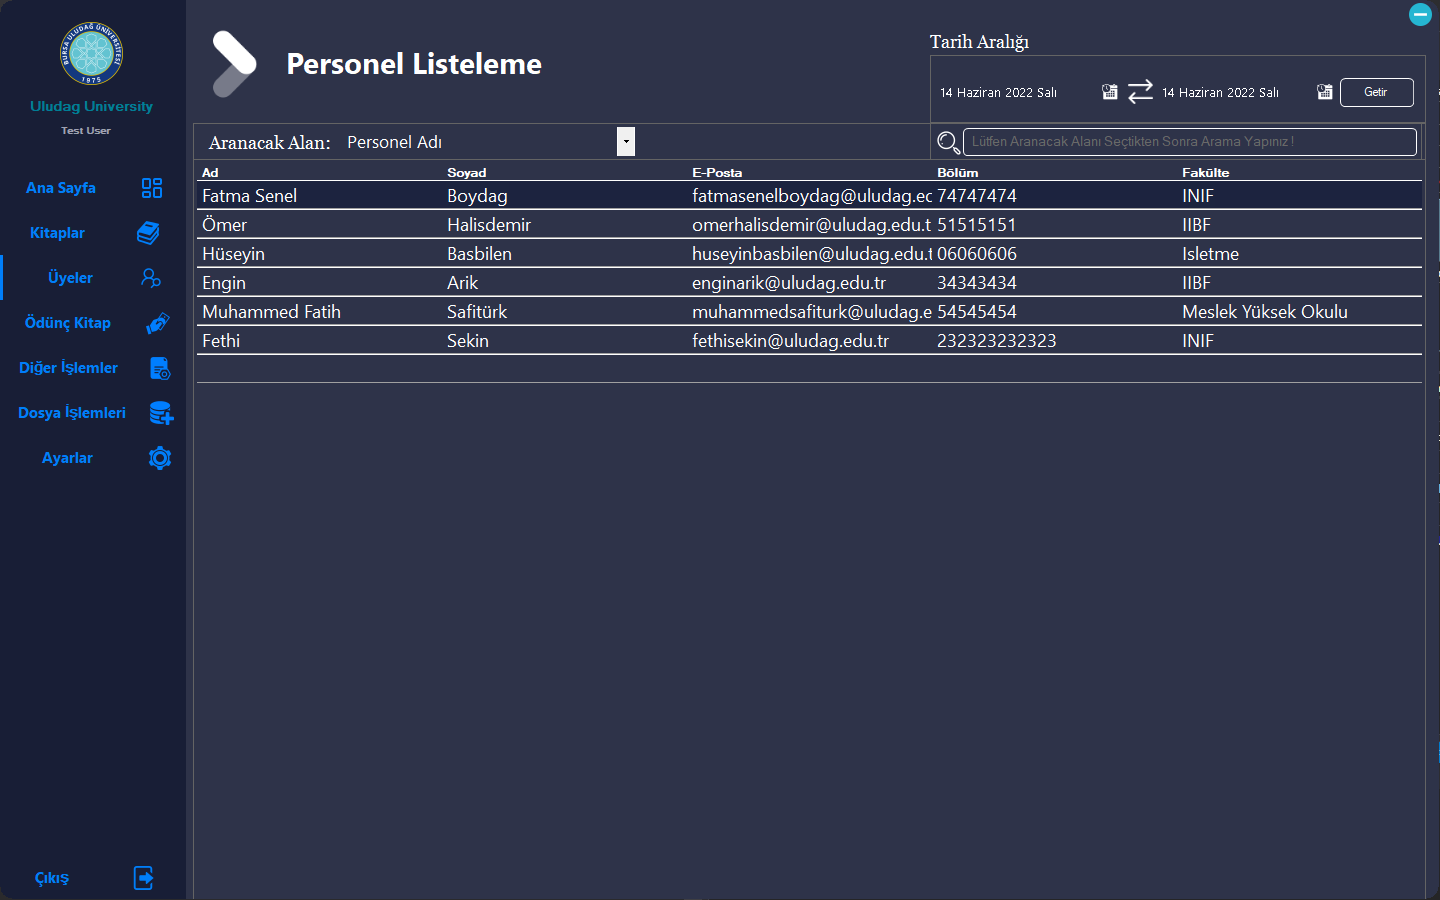 BURSA ULUDAĞ ÜNİVERSİTESİ
1975
Uludag University
Test User
Ana Sayfa
Kitaplar
Üyeler
Ödünç Kitap
Diğer İşlemler
Dosya İşlemleri
Ayarlar
Çıkış
Personel Listeleme
Tarih Aralığı
14 Haziran 2022 Salı 14 Haziran 2022 Salı Getir
Aranacak Alan: Personel Adı
Lütfen Aranacak Alanı Seçtikten Sonra Arama Yapınız !
Ad Soyad E-Posta Bölüm Fakülte
Fatma Senel Boydag fatmasenelboydag@uludag.ec 74747474 INIF
Ömer Halisdemir omerhalisdemir@uludag.edu.t 51515151 IIBF
Hüseyin Basbilen huseyinbasbilen@uludag.edu.t 06060606 Isletme
Engin Arik enginarik@uludag.edu.tr 34343434 IIBF
Muhammed Fatih Safitürk muhammedsafiturk@uludag.e 54545454 Meslek Yüksek Okulu
Fethi Sekin fethisekin@uludag.edu.tr 232323232323 INIF